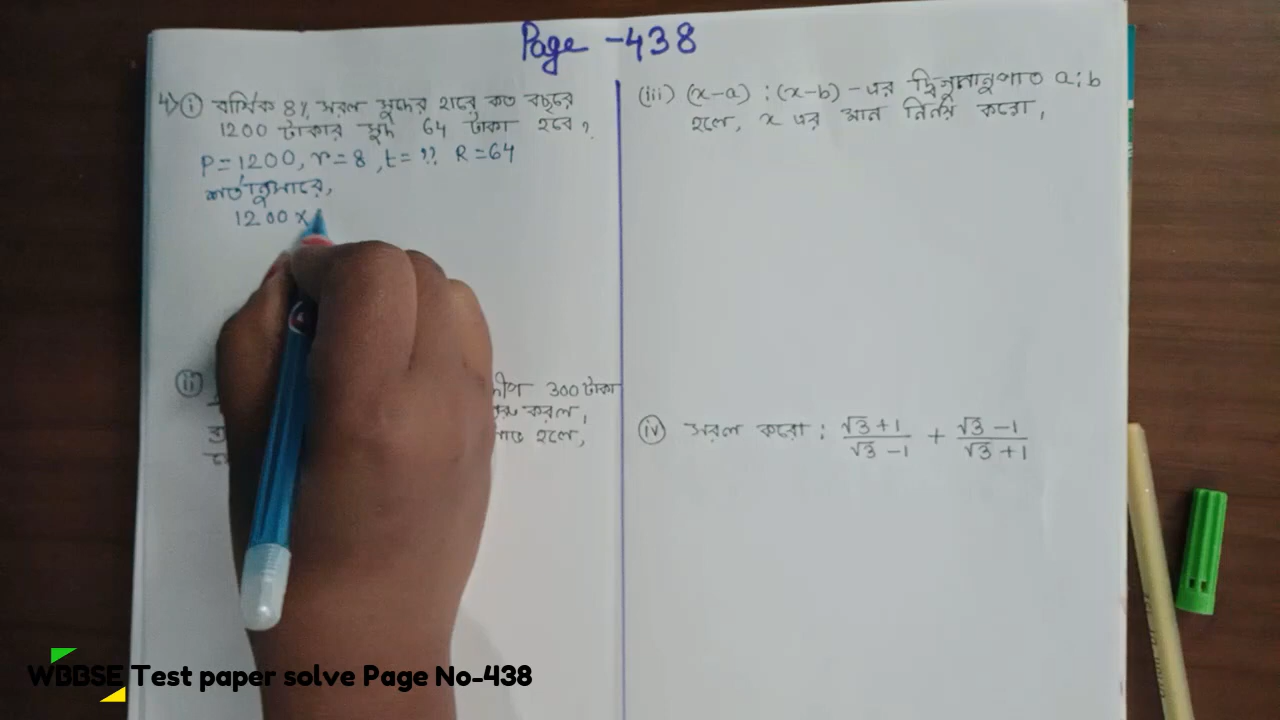 Page -438
4) i) বার্ষিক 8% সরল সুদের হারে কত বছরে
1200 টাকার সুদ 64 টাকা হবে?
P=1200, r=8, t=?? R=64
শর্তানুসারে,
1200 x
ii)
300 টাকা
করল,
হলে,
(iii) (x-a) : (x-b) -এর দ্বিগুণানুপাত a:b
হলে, x এর মান নির্ণয় করো,
iv) সরল করো : (√3 +1)/(√3 -1) + (√3 -1)/(√3 +1)
WBBSE Test paper solve Page No-438